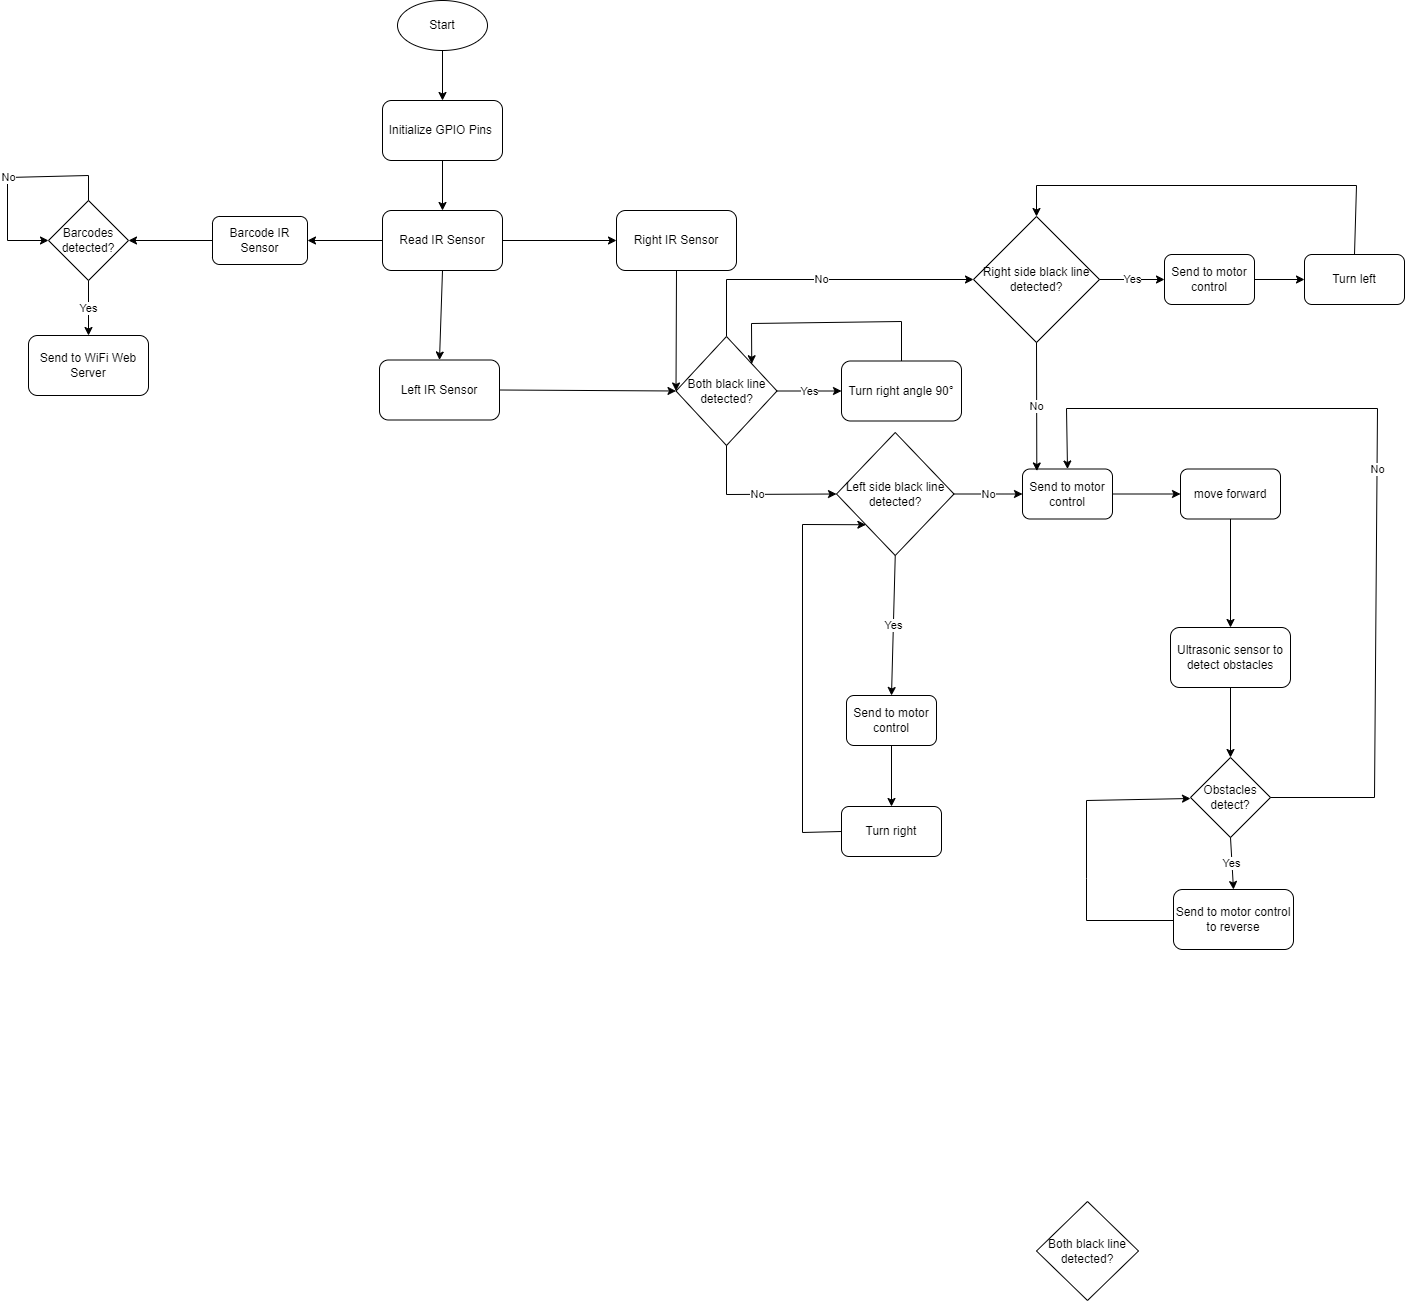 Start
Initialize GPIO Pins
No
Barcodes
detected?
Barcode IR
Sensor
Read IR Sensor
Right IR Sensor
Yes
Send to WiFi Web
Server
Left IR Sensor
No
Right side black line
detected?
Yes
Send to motor
control
Turn left
Both black line
detected?
Yes
Turn right angle 90°
No
No
Left side black line
detected?
No
Send to motor
control
move forward
No
Yes
Ultrasonic sensor to
detect obstacles
Send to motor
control
Turn right
Obstacles
detect?
Yes
Send to motor control
to reverse
Both black line
detected?